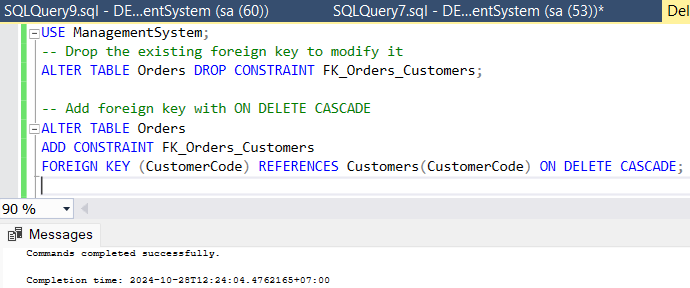 SQLQuery9.sql - DE...entSystem (sa (60)) SQLQuery7.sql - DE...entSystem (sa (53))* Del
USE ManagementSystem;
-- Drop the existing foreign key to modify it
ALTER TABLE Orders DROP CONSTRAINT FK_Orders_Customers;
-- Add foreign key with ON DELETE CASCADE
ALTER TABLE Orders
ADD CONSTRAINT FK_Orders_Customers
FOREIGN KEY (CustomerCode) REFERENCES Customers(CustomerCode) ON DELETE CASCADE;
90 %
Messages
Commands completed successfully.
Completion time: 2024-10-28T12:24:04.4762165+07:00